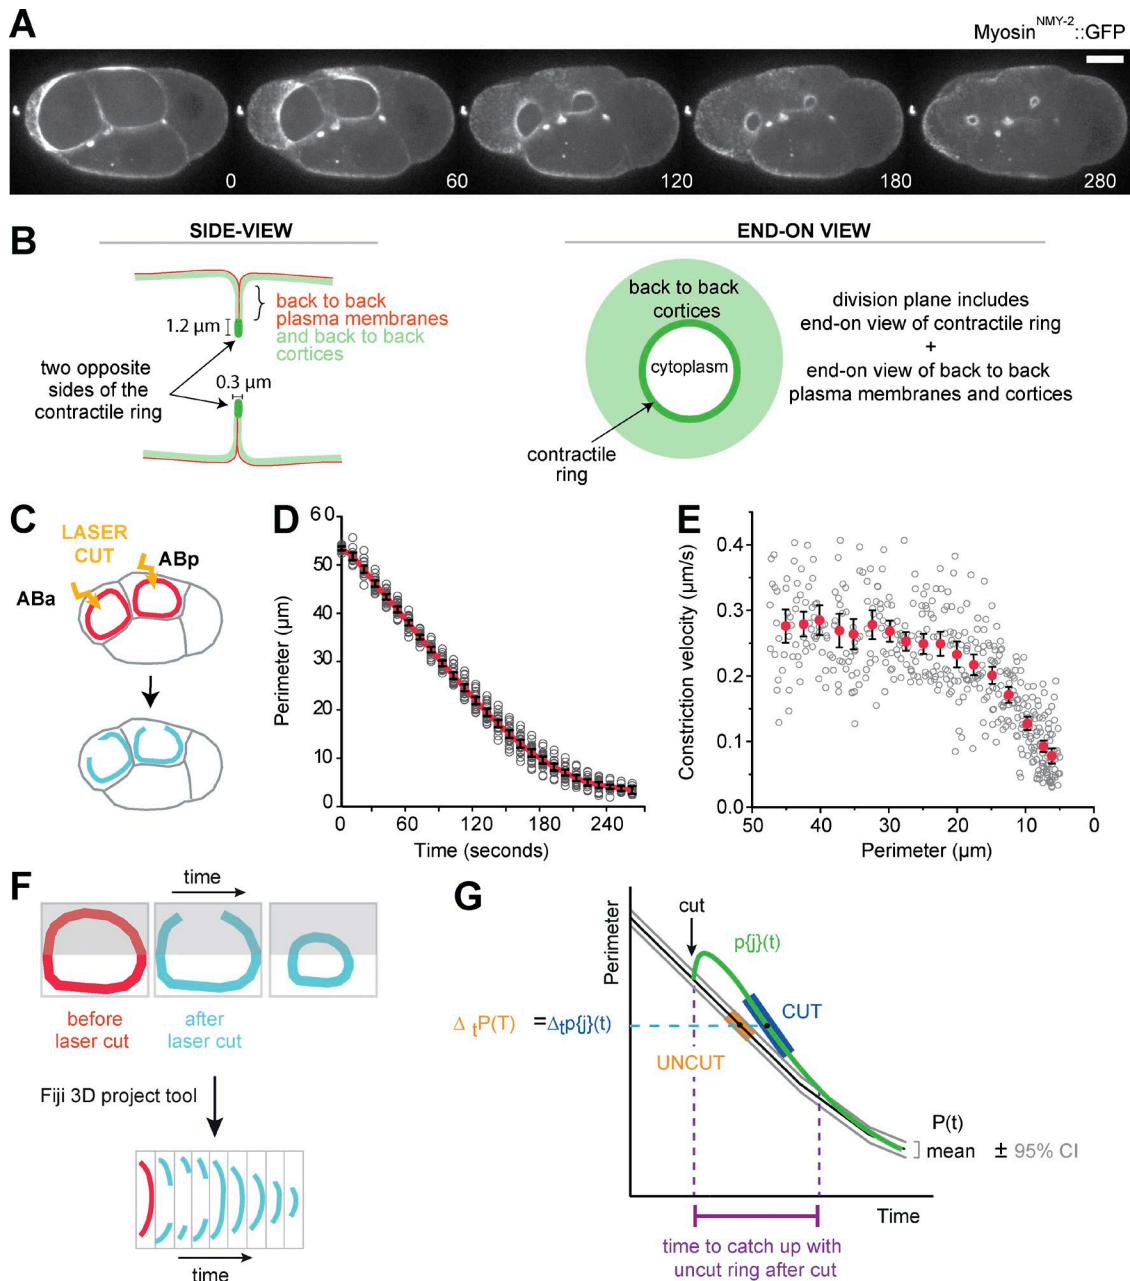 A
Myosin^NMY-2::GFP
0
60
120
180
280
B
SIDE-VIEW
END-ON VIEW
back to back
plasma membranes
and back to back
cortices
1.2 µm
two opposite
sides of the
contractile ring
0.3 µm
back to back
cortices
cytoplasm
contractile
ring
division plane includes
end-on view of contractile ring
+
end-on view of back to back
plasma membranes and cortices
C
LASER
CUT
ABp
ABa
D
Perimeter (µm)
60
50
40
30
20
10
0
0
60
120
180
240
Time (seconds)
E
Constriction velocity (µm/s)
0.4
0.3
0.2
0.1
0.0
50
40
30
20
10
0
Perimeter (µm)
F
time
before
laser cut
after
laser cut
Fiji 3D project tool
time
G
Perimeter
cut
p{j}(t)
CUT
Δ tP(T) =Δtp{j}(t)
UNCUT
P(t)
mean ± 95% CI
Time
time to catch up with
uncut ring after cut